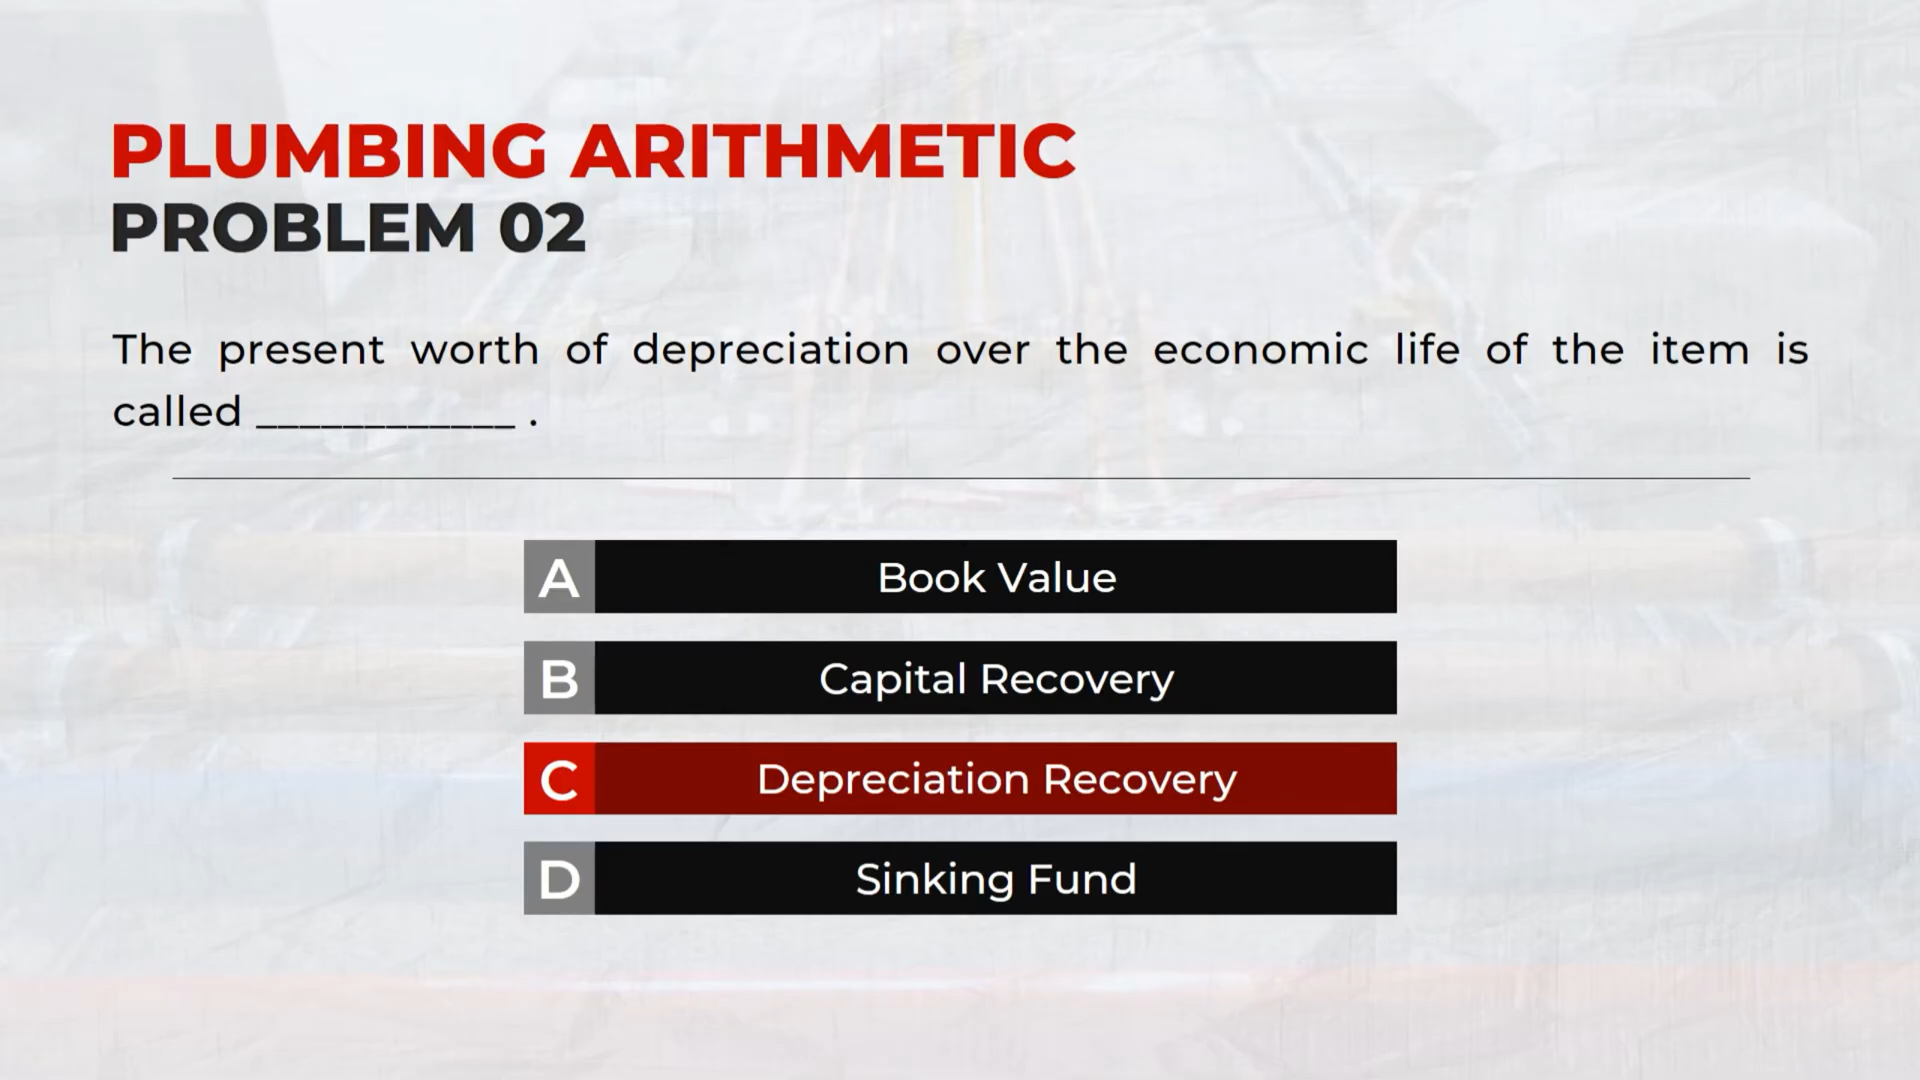 PLUMBING ARITHMETIC
PROBLEM 02
The present worth of depreciation over the economic life of the item is
called ____________ .
A Book Value
B Capital Recovery
C Depreciation Recovery
D Sinking Fund